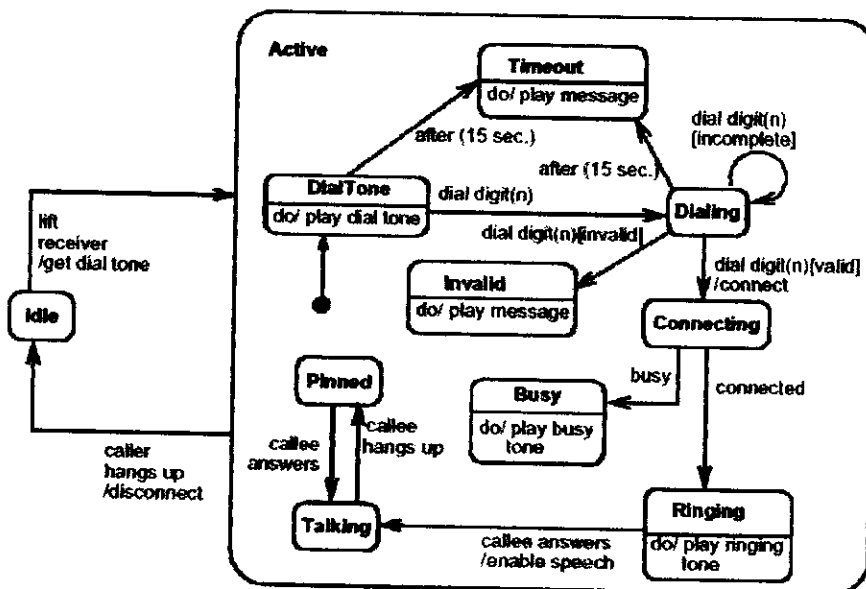 Active
Timeout
do/ play message
dial digit(n)
[incomplete]
after (15 sec.)
after (15 sec.)
DialTone
do/ play dial tone
dial digit(n)
Dialing
lift
receiver
/get dial tone
dial digit(n)[invalid]
Invalid
do/ play message
dial digit(n)[valid]
/connect
Idle
Connecting
Pinned
busy
connected
Busy
do/ play busy
tone
callee
answers
callee
hangs up
caller
hangs up
/disconnect
Talking
Ringing
do/ play ringing
tone
callee answers
/enable speech